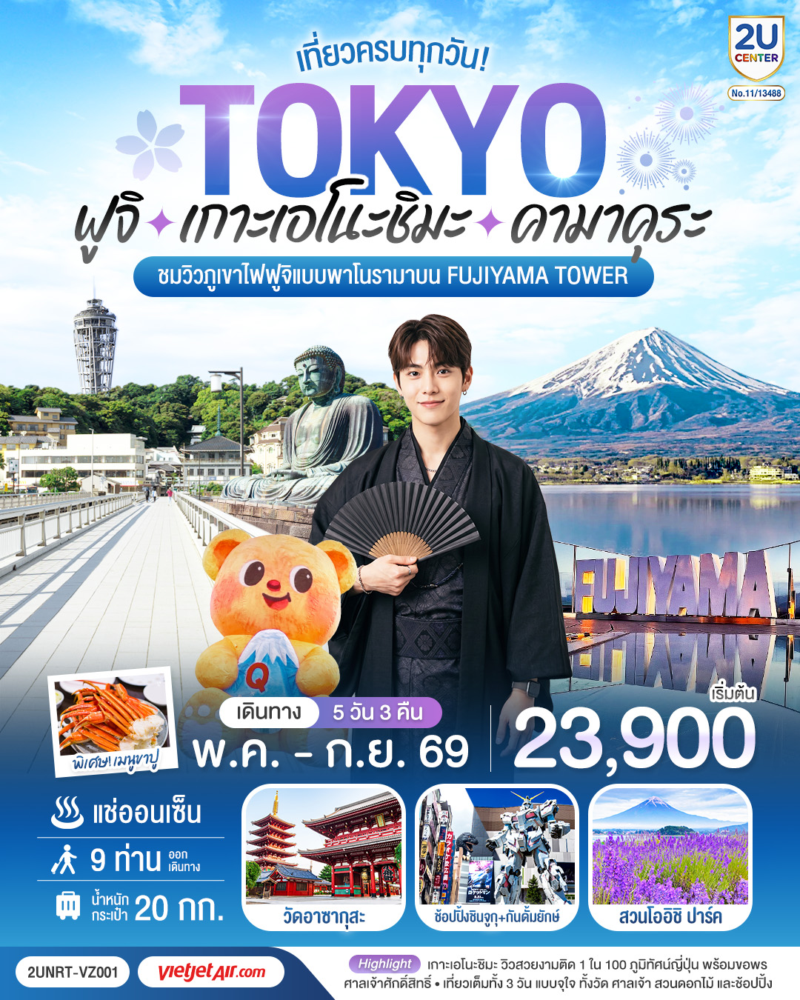 2U
CENTER
No.11/13488
เที่ยวครบทุกวัน!
TOKYO
ฟูจิ เกาะเอโนะชิมะ คามาคุระ
ชมวิวภูเขาไฟฟูจิแบบพาโนรามาบน FUJIYAMA TOWER
FUJIYAMA
Q
พิเศษ! เมนูขาปู
เดินทาง 5 วัน 3 คืน
พ.ค. - ก.ย. 69
เริ่มต้น
23,900
แช่ออนเซ็น
9 ท่าน ออกเดินทาง
น้ำหนักกระเป๋า 20 กก.
วัดอาซากุสะ
ช้อปปิ้งชินจูกุ+กันดั้มยักษ์
สวนโออิชิ ปาร์ค
2UNRT-VZ001
vietjetAir.com
Highlight เกาะเอโนะชิมะ วิวสวยงามติด 1 ใน 100 ภูมิทัศน์ญี่ปุ่น พร้อมขอพร
ศาลเจ้าศักดิ์สิทธิ์ • เที่ยวเต็มทั้ง 3 วัน แบบจุใจ ทั้งวัด ศาลเจ้า สวนดอกไม้ และช้อปปิ้ง